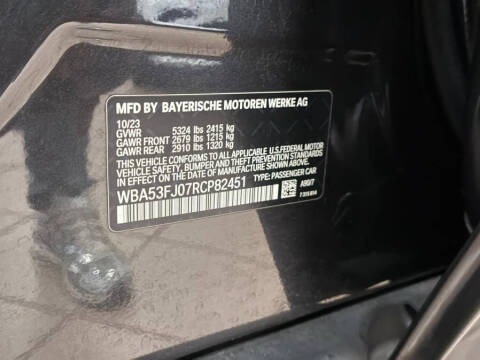 MFD BY BAYERISCHE MOTOREN WERKE AG
10/23
GVWR 5324 lbs 2415 kg
GAWR FRONT 2679 lbs 1215 kg
GAWR REAR 2910 lbs 1320 kg
THIS VEHICLE CONFORMS TO ALL APPLICABLE U.S. FEDERAL MOTOR
VEHICLE SAFETY, BUMPER AND THEFT PREVENTION STANDARDS
IN EFFECT ON THE DATE OF MANUFACTURE SHOWN ABOVE.
WBA53FJ07RCP82451 TYPE: PASSENGER CAR